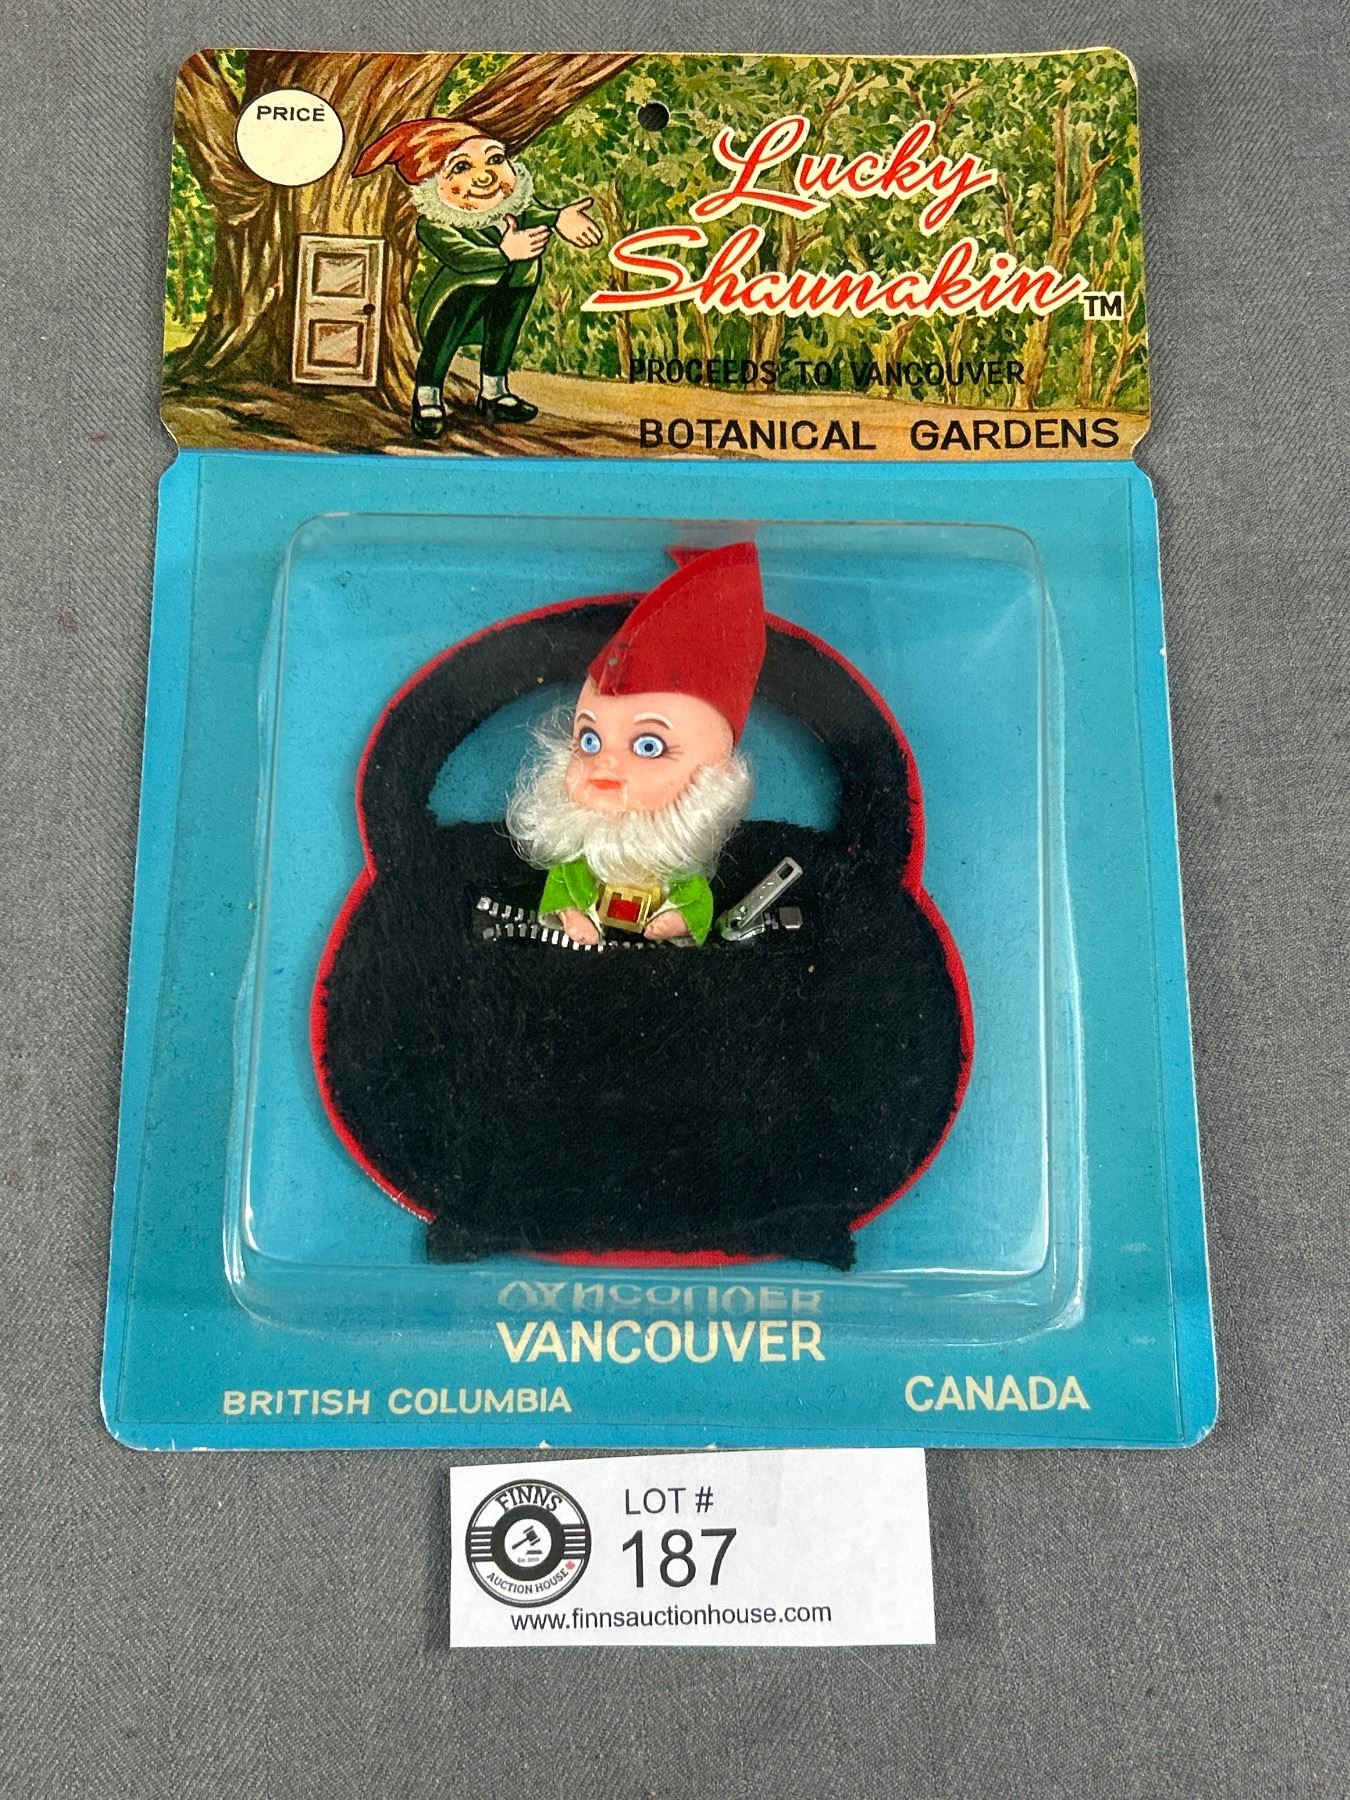 PRICE
Lucky
Shaunakin TM
PROCEEDS TO VANCOUVER
BOTANICAL GARDENS
VANCOUVER
BRITISH COLUMBIA
CANADA
FINNS
AUCTION HOUSE
LOT #
187
www.finnsauctionhouse.com